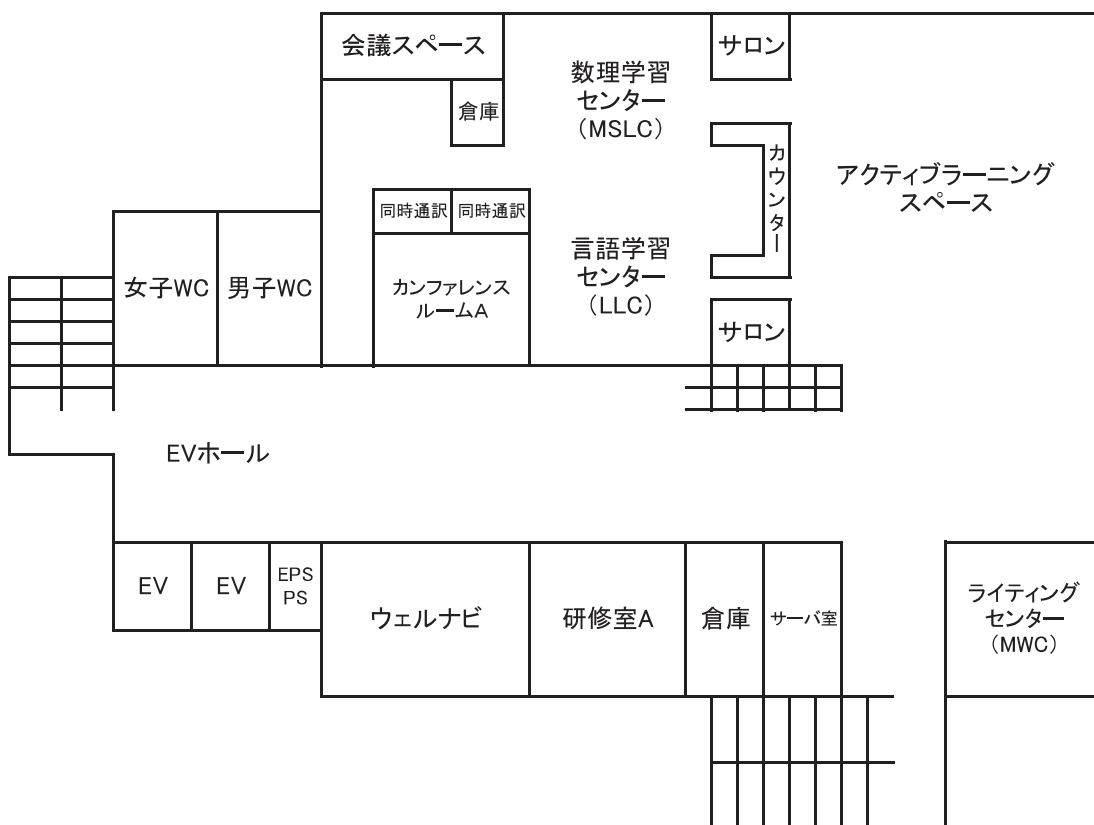 会議スペース
倉庫
数理学習
センター
（MSLC）
サロン
カウンター
アクティブラーニング
スペース
同時通訳
同時通訳
カンファレンス
ルームA
言語学習
センター
（LLC）
サロン
女子WC
男子WC
EVホール
EV
EV
EPS
PS
ウェルナビ
研修室A
倉庫
サーバ室
ライティング
センター
（MWC）